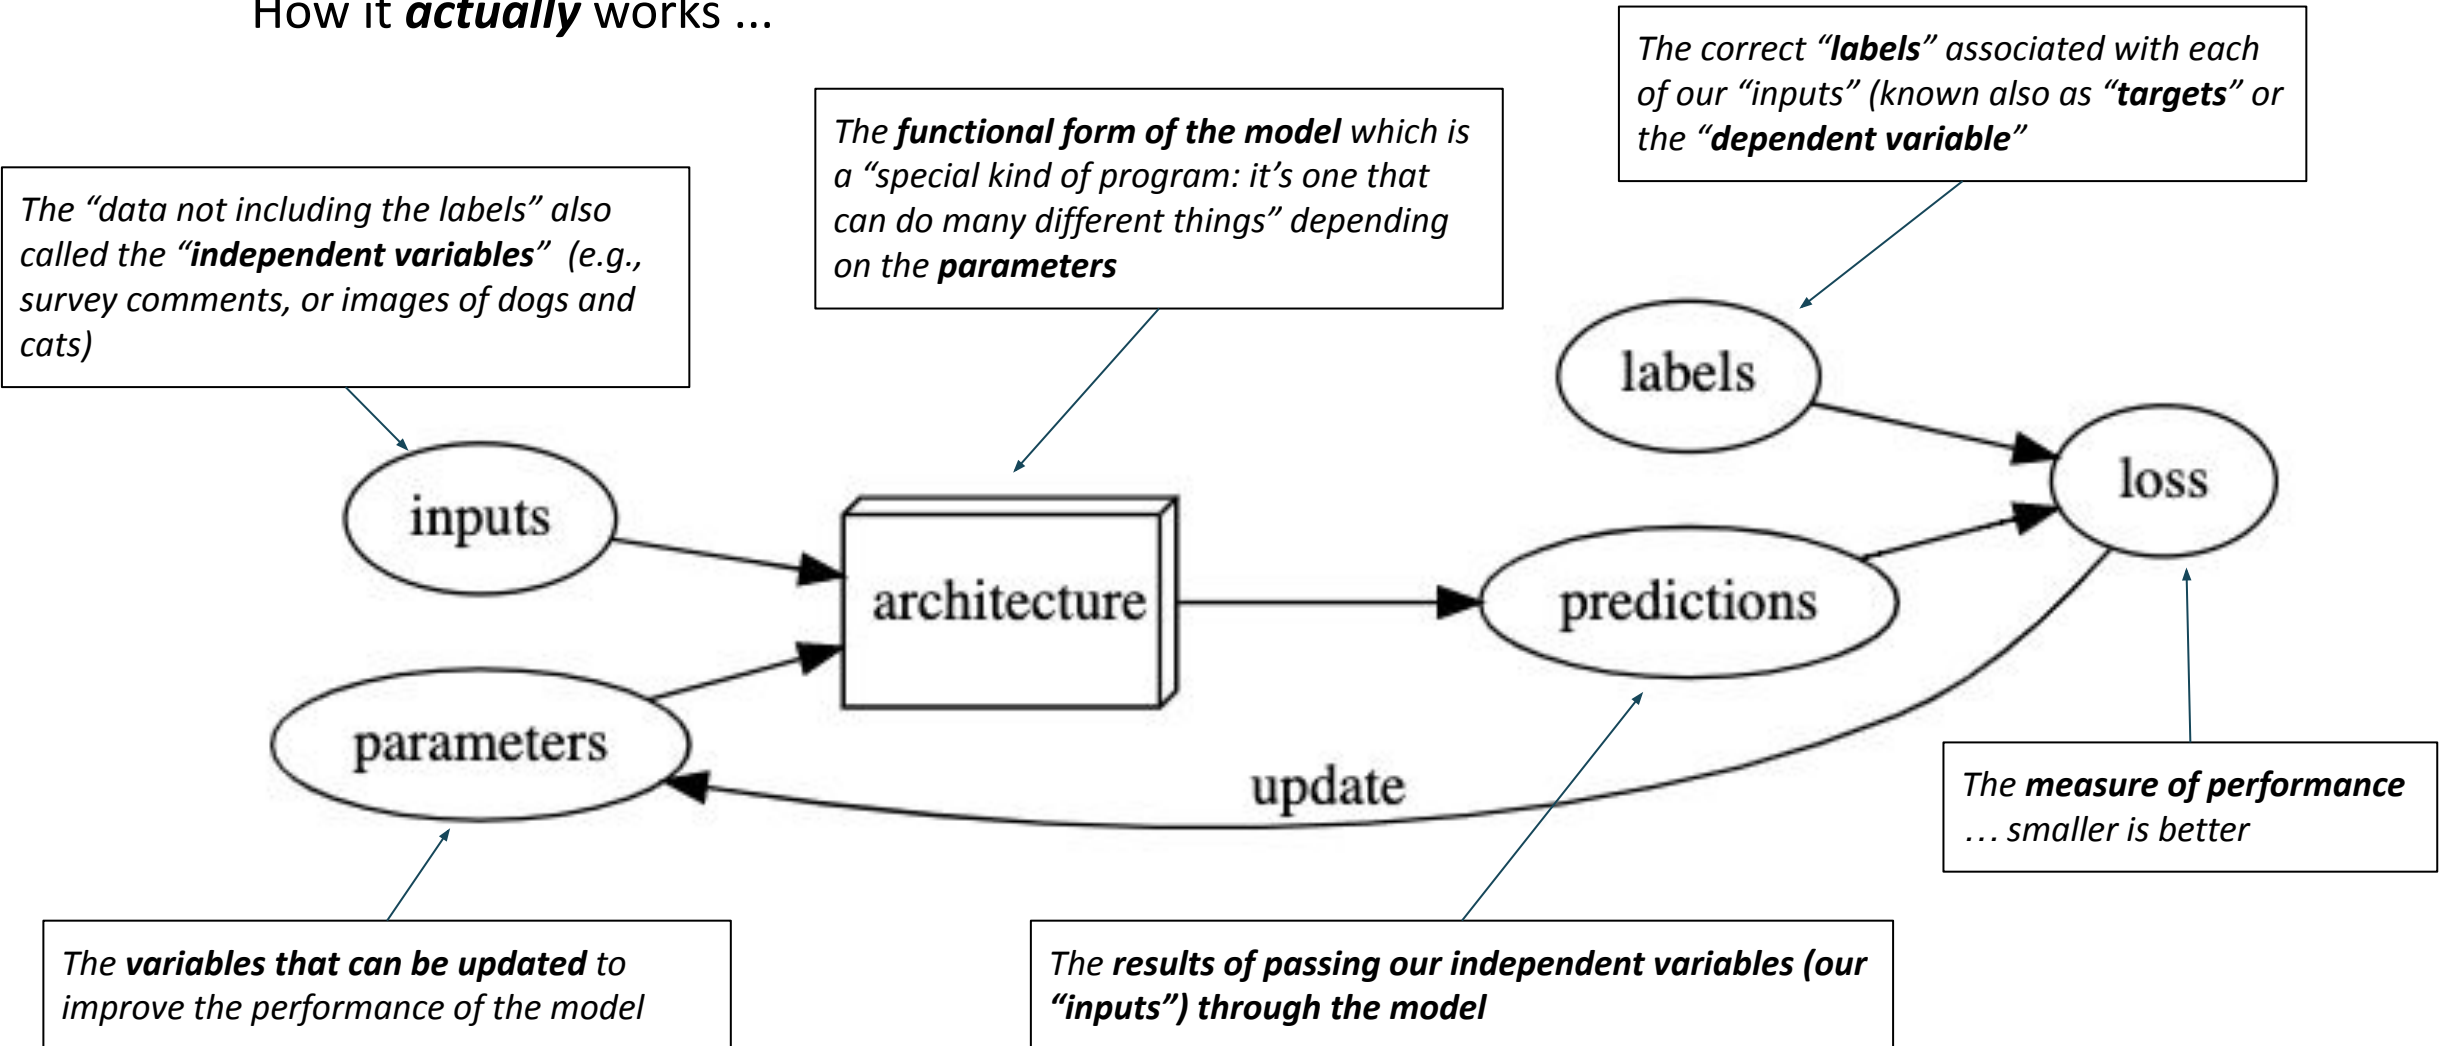 How it actually works ...
The correct “labels” associated with each
of our “inputs” (known also as “targets” or
the “dependent variable”
The functional form of the model which is
a “special kind of program: it’s one that
can do many different things” depending
on the parameters
The “data not including the labels” also
called the “independent variables”  (e.g.,
survey comments, or images of dogs and
cats)
labels
loss
inputs
architecture
predictions
parameters
update
The measure of performance
… smaller is better
The variables that can be updated to
improve the performance of the model
The results of passing our independent variables (our
“inputs”) through the model